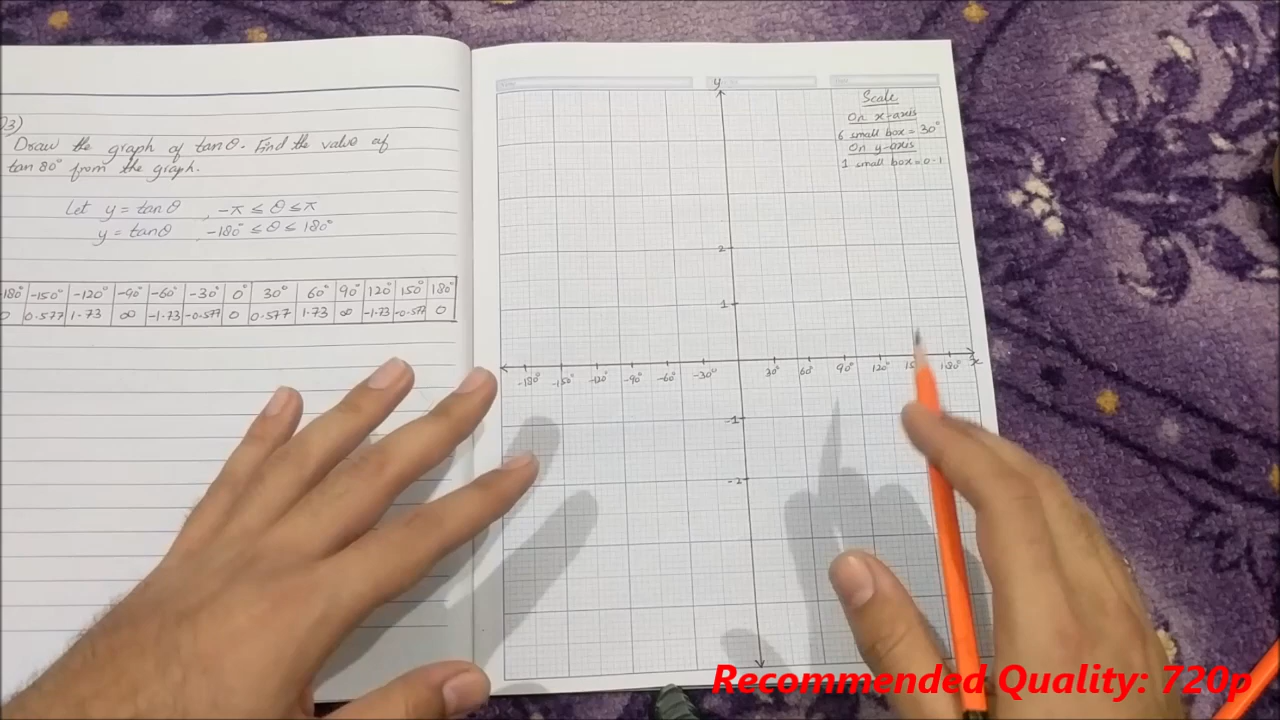 Q3)
Draw the graph of tanθ. Find the value of
tan 80° from the graph.
Let y = tanθ , -π ≤ θ ≤ π
y = tanθ , -180° ≤ θ ≤ 180°
-180° -150° -120° -90° -60° -30° 0° 30° 60° 90° 120° 150° 180°
0 0.577 1.73 ∞ -1.73 -0.577 0 0.577 1.73 ∞ -1.73 -0.577 0
y
Scale
On x-axis
6 small box = 30°
On y-axis
1 small box = 0.1
2
1
-180° -150° -120° -90° -60° -30° 30° 60° 90° 120° 180° x
-1
-2
Recommended Quality: 720p